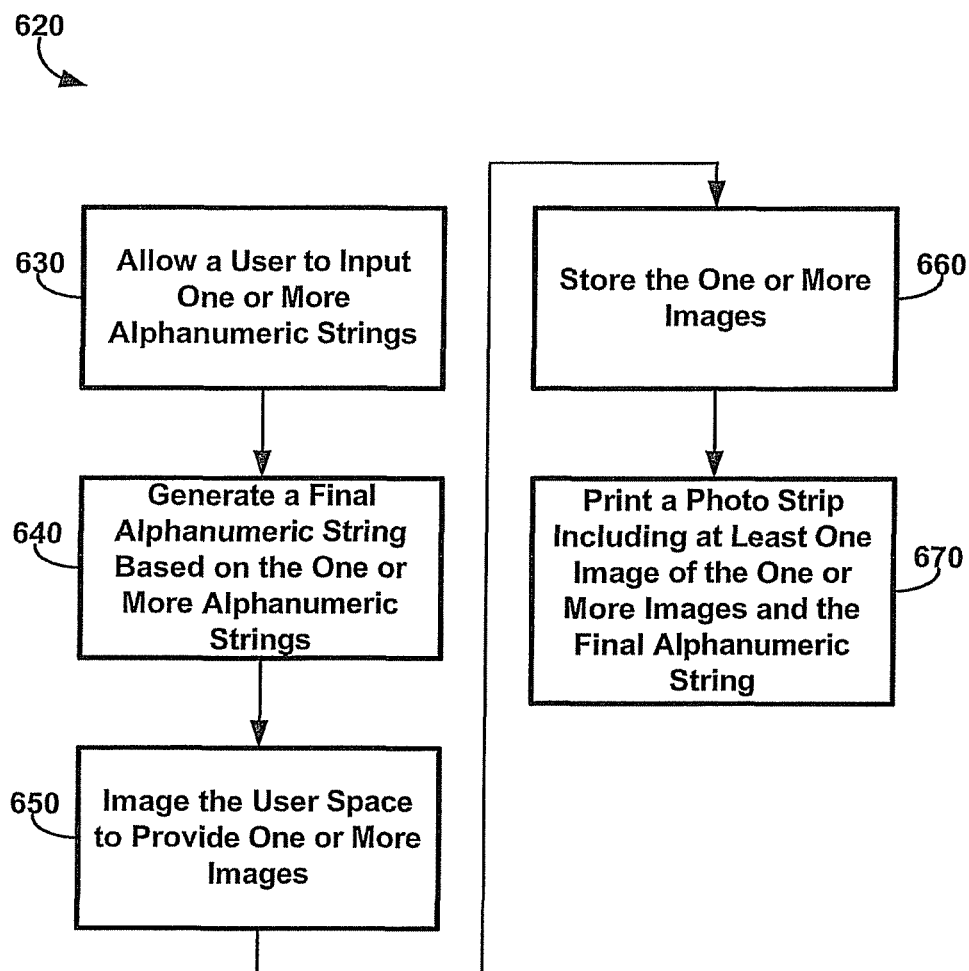 620
630
Allow a User to Input
One or More
Alphanumeric Strings
640
Generate a Final
Alphanumeric String
Based on the One or
More Alphanumeric
Strings
650
Image the User Space
to Provide One or More
Images
660
Store the One or More
Images
670
Print a Photo Strip
Including at Least One
Image of the One or
More Images and the
Final Alphanumeric
String